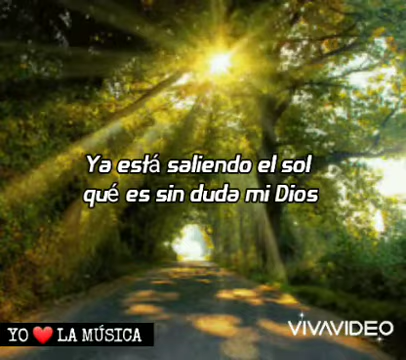 Ya está saliendo el sol
qué es sin duda mi Dios
YO ❤️ LA MÚSICA
VIVAVIDEO